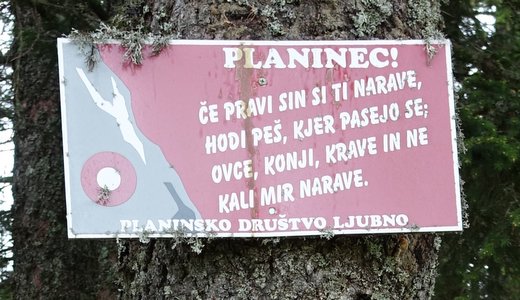 PLANINEC!
ČE PRAVI SIN SI TI NARAVE,
HODI PEŠ, KJER PASEJO SE;
OVCE, KONJI, KRAVE IN NE
KALI MIR NARAVE.
PLANINSKO DRUŠTVO LJUBNO